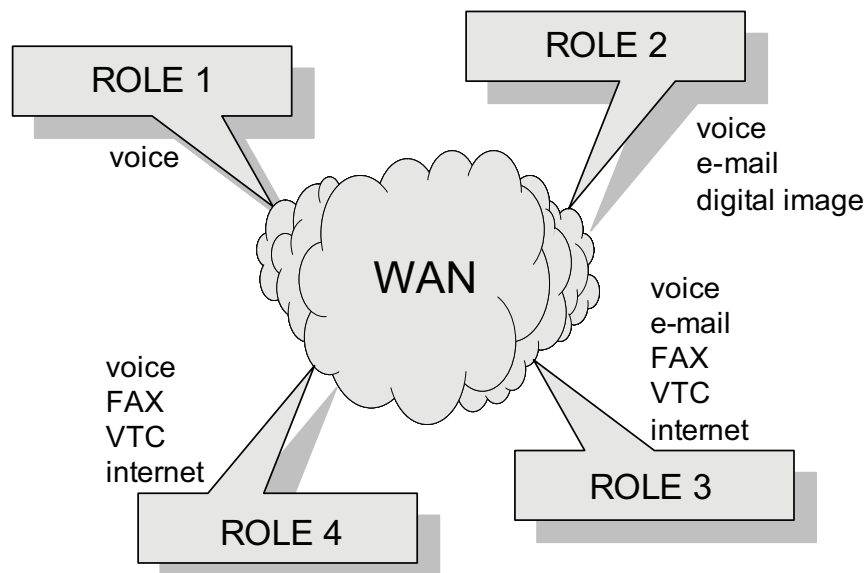 ROLE 1
voice
ROLE 2
voice
e-mail
digital image
WAN
voice
e-mail
FAX
VTC
internet
ROLE 3
voice
FAX
VTC
internet
ROLE 4